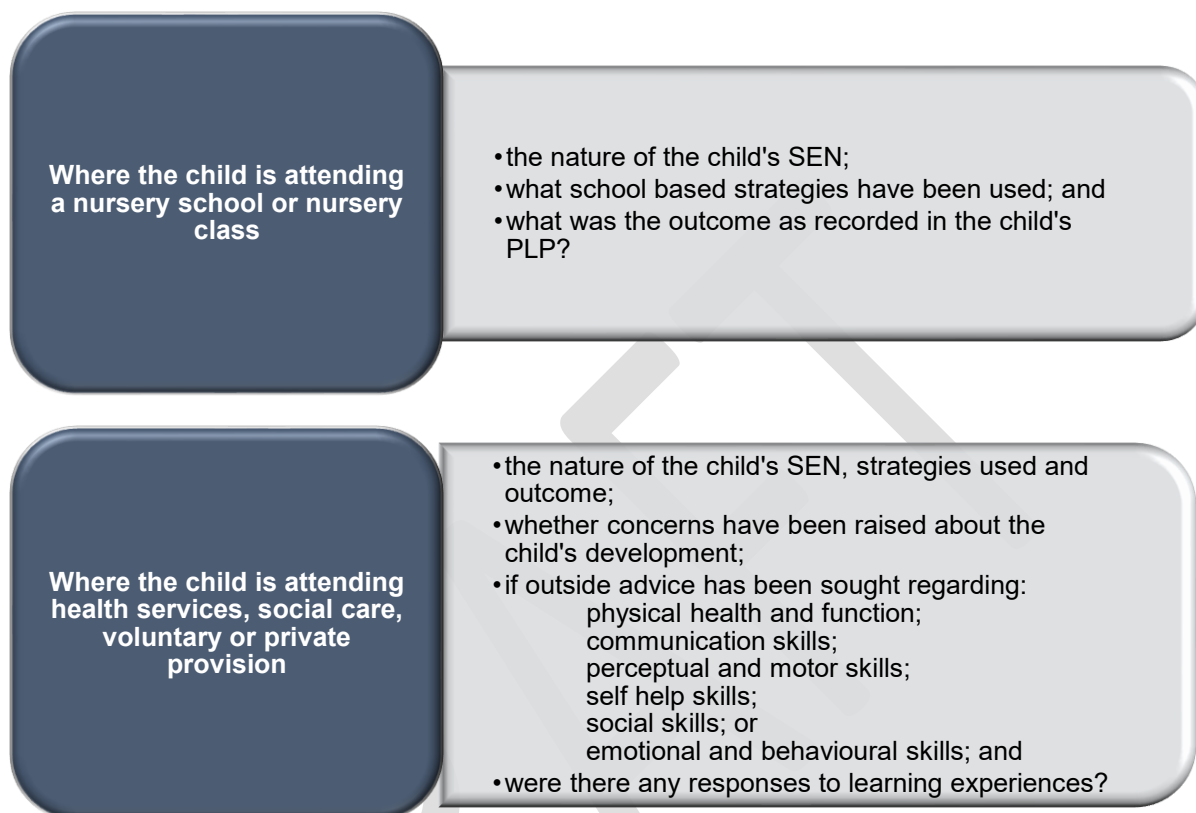 Where the child is attending
a nursery school or nursery
class
•the nature of the child's SEN;
•what school based strategies have been used; and
•what was the outcome as recorded in the child's
PLP?
Where the child is attending
health services, social care,
voluntary or private
provision
•the nature of the child's SEN, strategies used and
outcome;
•whether concerns have been raised about the
child's development;
•if outside advice has been sought regarding:
physical health and function;
communication skills;
perceptual and motor skills;
self help skills;
social skills; or
emotional and behavioural skills; and
•were there any responses to learning experiences?